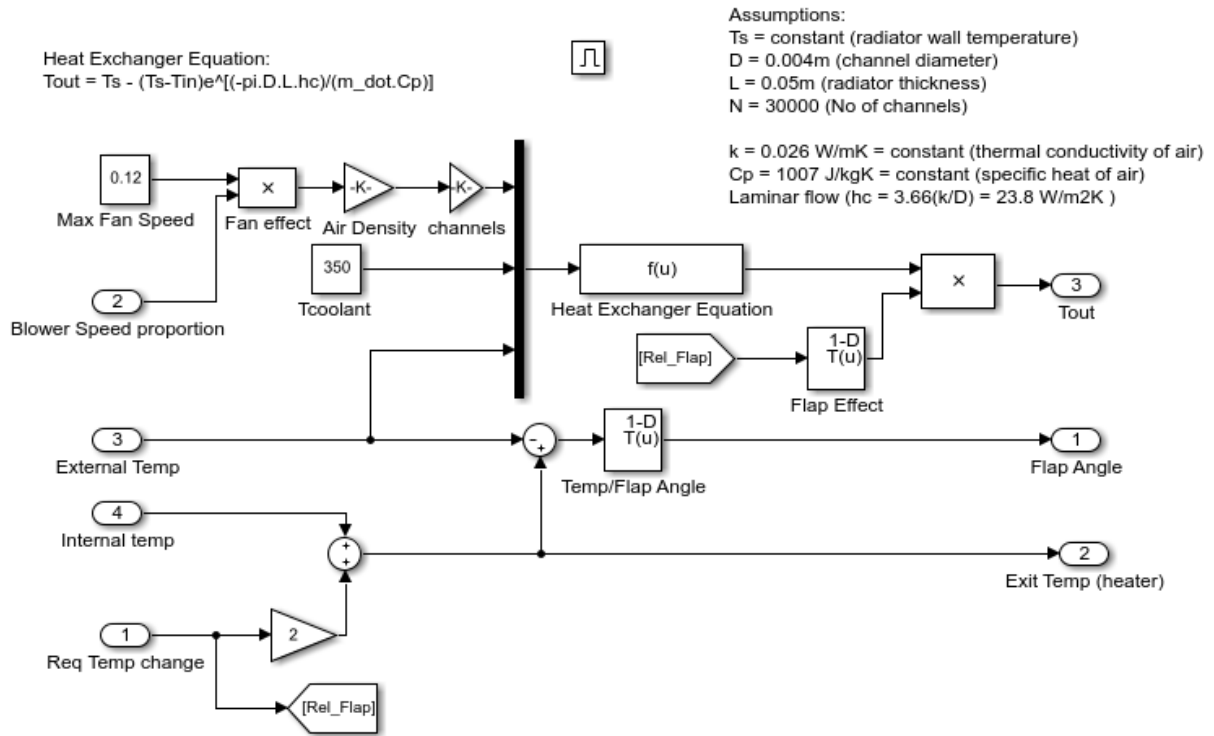 Assumptions:
Ts = constant (radiator wall temperature)
D = 0.004m (channel diameter)
L = 0.05m (radiator thickness)
N = 30000 (No of channels)
k = 0.026 W/mK = constant (thermal conductivity of air)
Cp = 1007 J/kgK = constant (specific heat of air)
Laminar flow (hc = 3.66(k/D) = 23.8 W/m2K )
Heat Exchanger Equation:
Tout = Ts - (Ts-Tin)e^[(-pi.D.L.hc)/(m_dot.Cp)]
0.12
Max Fan Speed
×
Fan effect
-K-
Air Density
-K-
channels
350
Tcoolant
2
Blower Speed proportion
f(u)
Heat Exchanger Equation
×
3
Tout
[Rel_Flap]
1-D
T(u)
Flap Effect
3
External Temp
-
+
1-D
T(u)
Temp/Flap Angle
1
Flap Angle
4
Internal temp
+
+
2
Exit Temp (heater)
1
Req Temp change
2
[Rel_Flap]